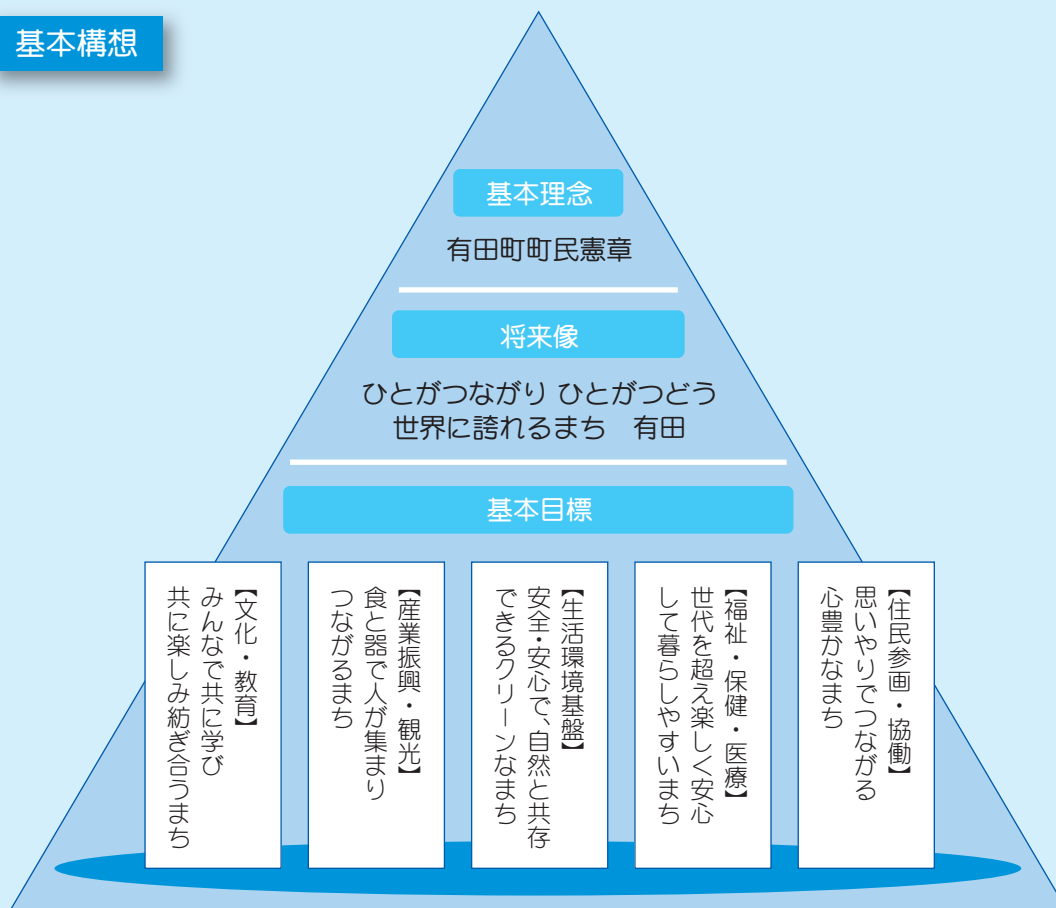 基本構想
基本理念
有田町町民憲章
将来像
ひとがつながり ひとがつどう
世界に誇れるまち　有田
基本目標
【住民参画・協働】
思いやりでつながる
心豊かなまち
【福祉・保健・医療】
世代を超え楽しく安心
して暮らしやすいまち
【生活環境基盤】
安全・安心で、自然と共存
できるクリーンなまち
【産業振興・観光】
食と器で人が集まり
つながるまち
【文化・教育】
みんなで共に学び
共に楽しみ紡ぎ合うまち